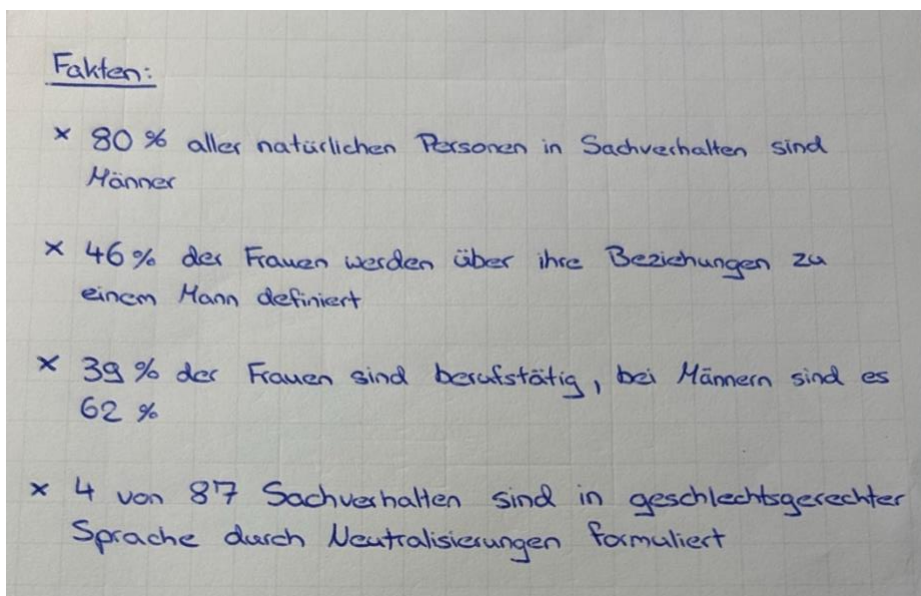 Fakten:
× 80 % aller natürlichen Personen in Sachverhalten sind
Männer
× 46 % der Frauen werden über ihre Beziehungen zu
einem Mann definiert
× 39 % der Frauen sind berufstätig, bei Männern sind es
62 %
× 4 von 87 Sachverhalten sind in geschlechtsgerechter
Sprache durch Neutralisierungen formuliert